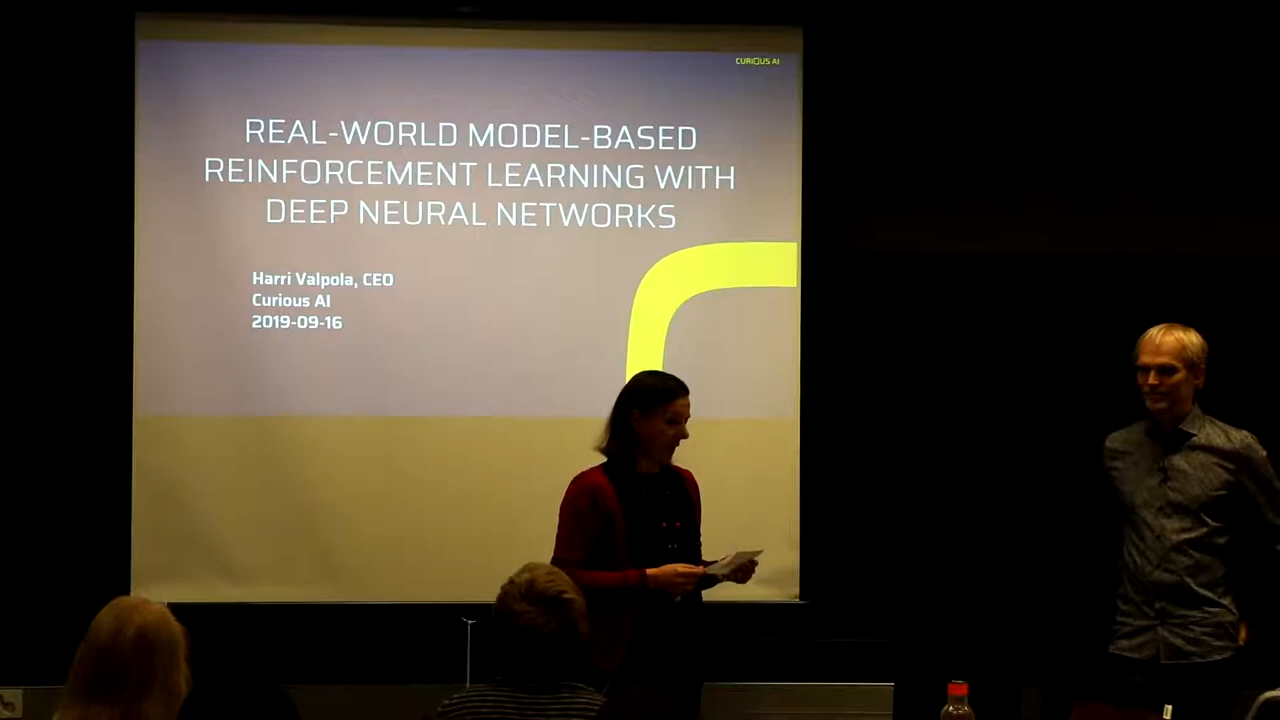 CURIOUS AI
REAL-WORLD MODEL-BASED
REINFORCEMENT LEARNING WITH
DEEP NEURAL NETWORKS
Harri Valpola, CEO
Curious AI
2019-09-16